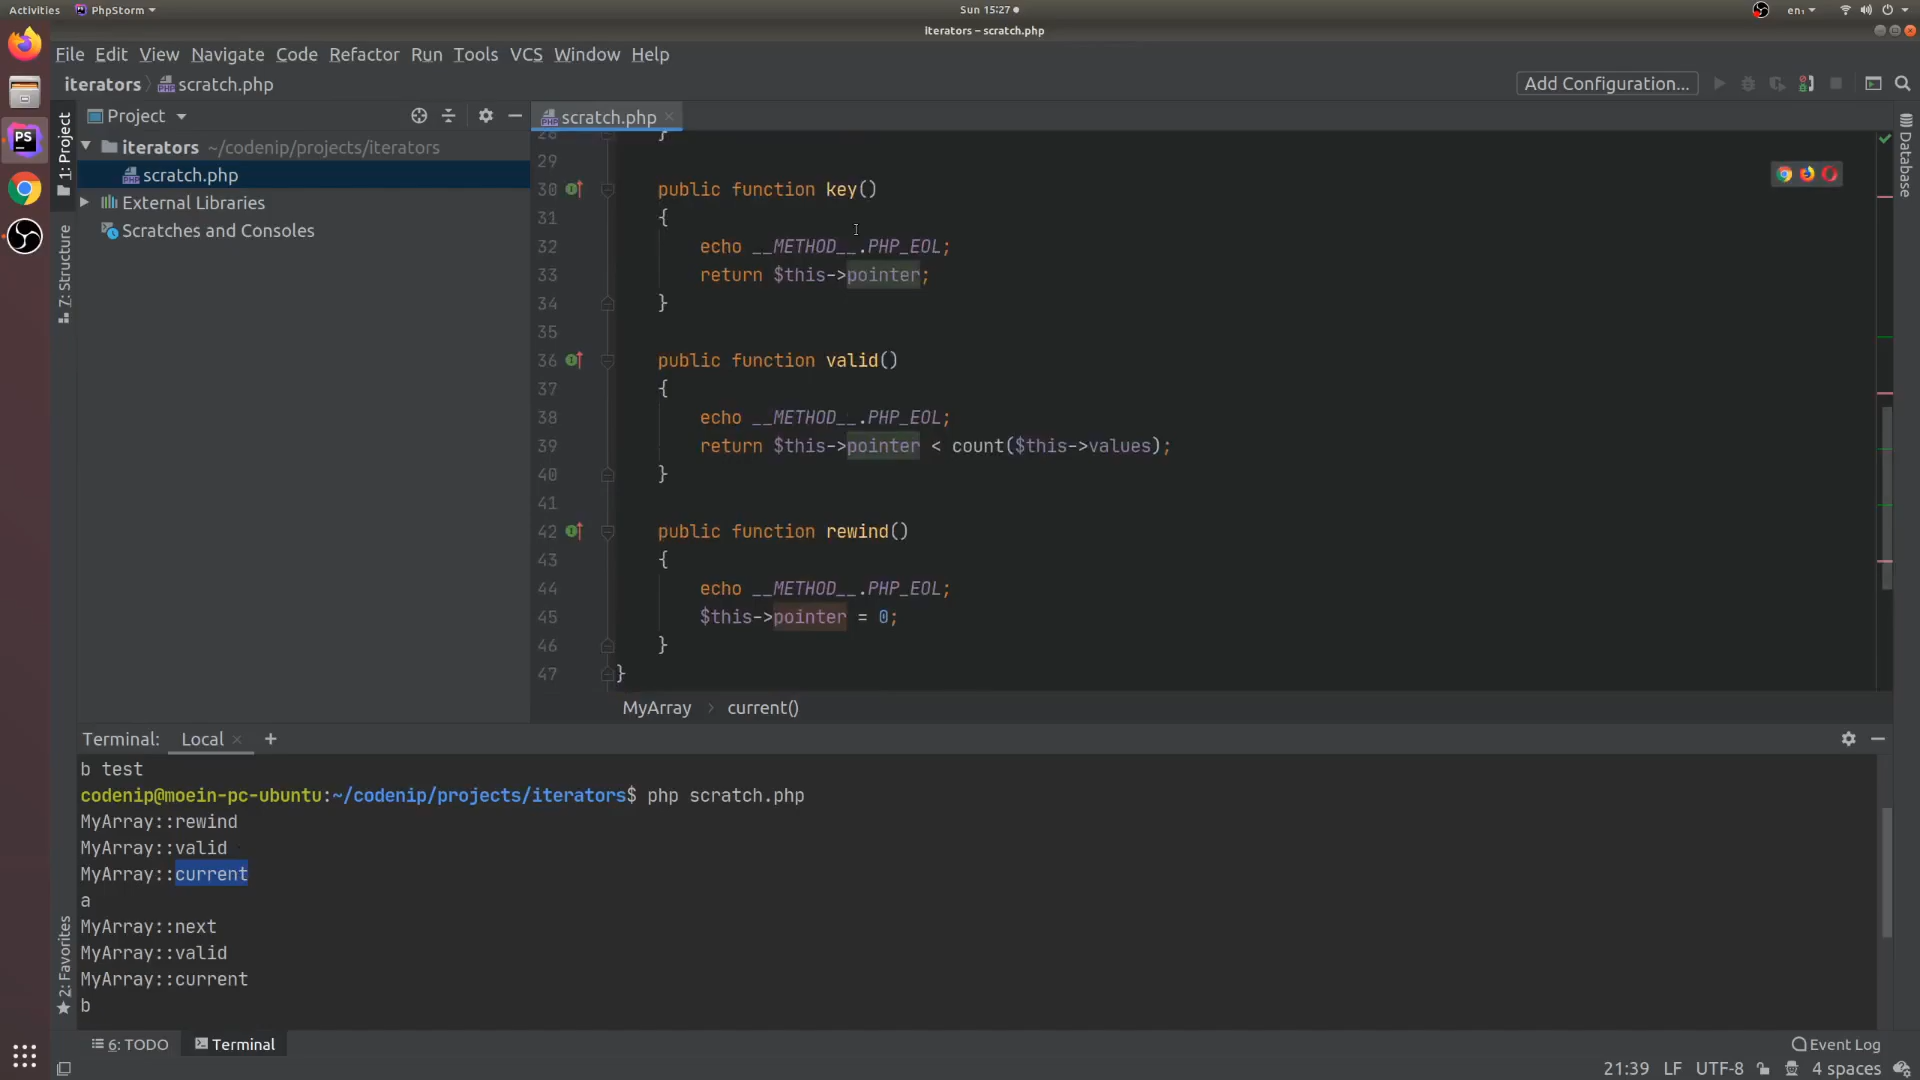 Activities PhpStorm Sun 15:27 en₁
iterators – scratch.php
File Edit View Navigate Code Refactor Run Tools VCS Window Help
iterators scratch.php Add Configuration...
Project scratch.php
1: Project
7: Structure
2: Favorites
Database
iterators ~/codenip/projects/iterators
scratch.php
External Libraries
Scratches and Consoles
28 }
29
30 public function key()
31 {
32 echo __METHOD__.PHP_EOL;
33 return $this->pointer;
34 }
35
36 public function valid()
37 {
38 echo __METHOD__.PHP_EOL;
39 return $this->pointer < count($this->values);
40 }
41
42 public function rewind()
43 {
44 echo __METHOD__.PHP_EOL;
45 $this->pointer = 0;
46 }
47 }
MyArray current()
Terminal: Local +
b test
codenip@moein-pc-ubuntu:~/codenip/projects/iterators$ php scratch.php
MyArray::rewind
MyArray::valid
MyArray::current
a
MyArray::next
MyArray::valid
MyArray::current
b
6: TODO Terminal Event Log
21:39 LF UTF-8 4 spaces